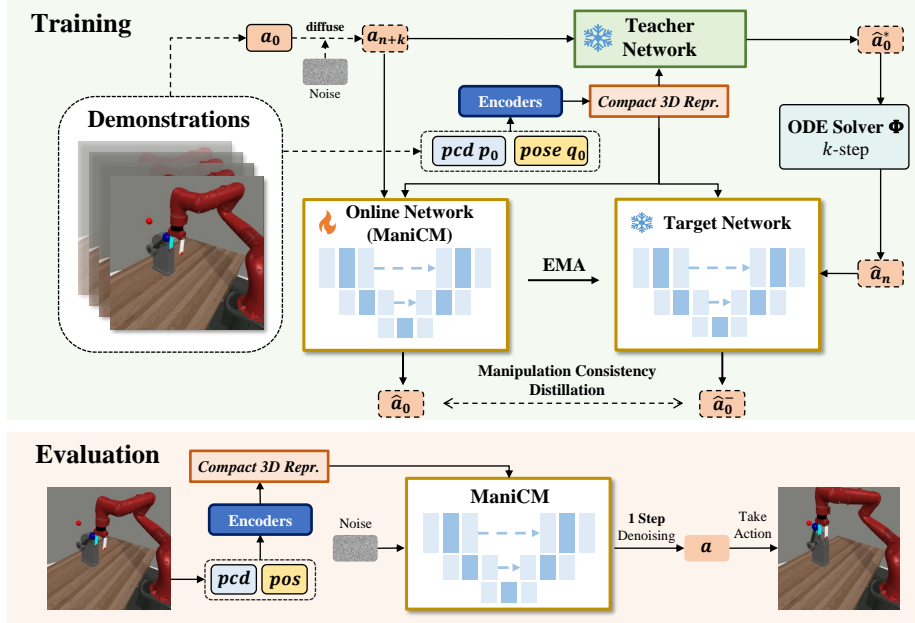 Training
a₀
diffuse
aₙ₊ₖ
Noise
Teacher
Network
â₀*
Demonstrations
Encoders
Compact 3D Repr.
pcd p₀
pose q₀
ODE Solver Φ
k-step
Online Network
(ManiCM)
EMA
Target Network
âₙ
Manipulation Consistency
Distillation
â₀
â₀⁻
Evaluation
Compact 3D Repr.
Encoders
pcd
pos
Noise
ManiCM
1 Step
Denoising
a
Take
Action